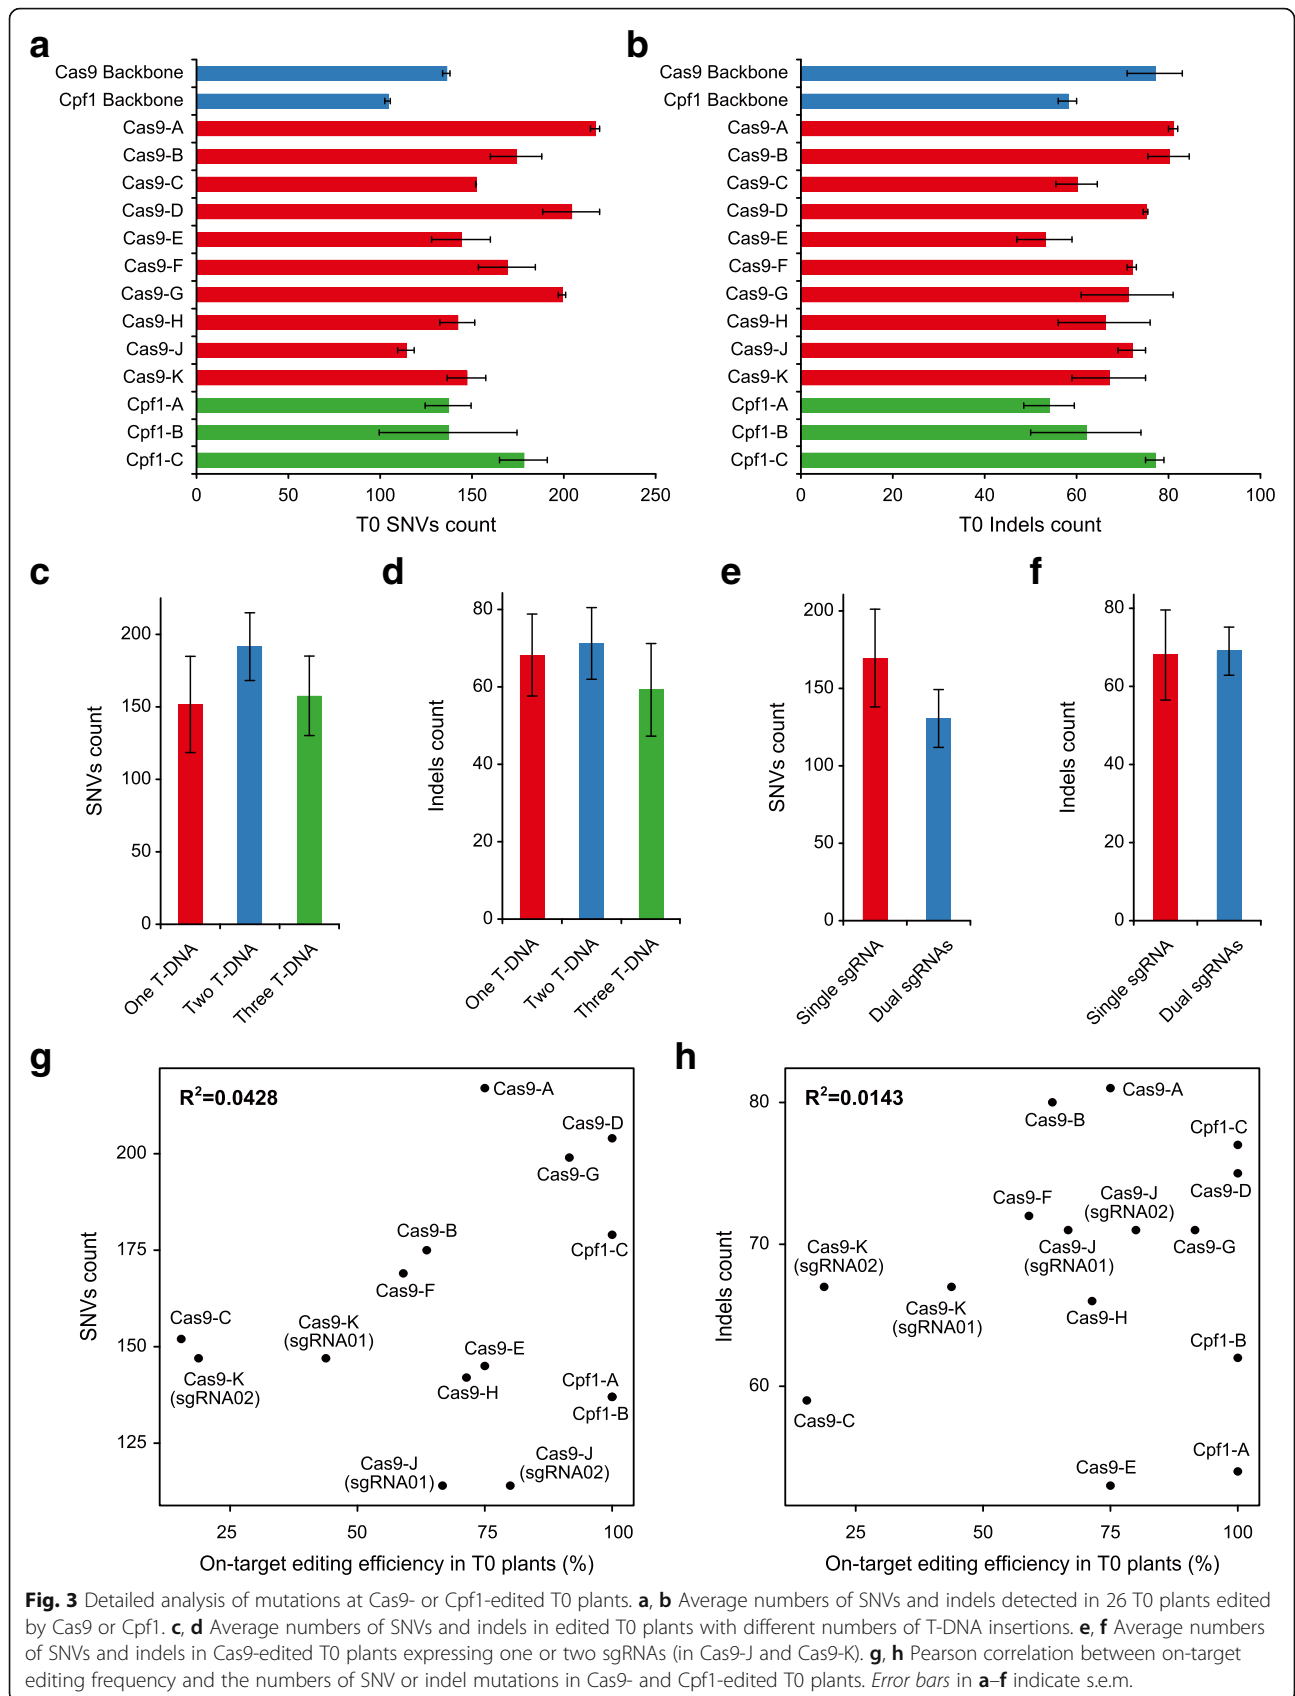 a
Cas9 Backbone
Cpf1 Backbone
Cas9-A
Cas9-B
Cas9-C
Cas9-D
Cas9-E
Cas9-F
Cas9-G
Cas9-H
Cas9-J
Cas9-K
Cpf1-A
Cpf1-B
Cpf1-C
0 50 100 150 200 250
T0 SNVs count
b
Cas9 Backbone
Cpf1 Backbone
Cas9-A
Cas9-B
Cas9-C
Cas9-D
Cas9-E
Cas9-F
Cas9-G
Cas9-H
Cas9-J
Cas9-K
Cpf1-A
Cpf1-B
Cpf1-C
0 20 40 60 80 100
T0 Indels count
c
SNVs count
200
150
100
50
0
One T-DNA
Two T-DNA
Three T-DNA
d
Indels count
80
60
40
20
0
One T-DNA
Two T-DNA
Three T-DNA
e
SNVs count
200
150
100
50
0
Single sgRNA
Dual sgRNAs
f
Indels count
80
60
40
20
0
Single sgRNA
Dual sgRNAs
g
R²=0.0428
SNVs count
200
175
150
125
Cas9-A
Cas9-D
Cas9-G
Cas9-B
Cpf1-C
Cas9-F
Cas9-C
Cas9-K
(sgRNA01)
Cas9-E
Cas9-K
(sgRNA02)
Cas9-H
Cpf1-A
Cpf1-B
Cas9-J
(sgRNA01)
Cas9-J
(sgRNA02)
25 50 75 100
On-target editing efficiency in T0 plants (%)
h
R²=0.0143
Indels count
80
70
60
Cas9-A
Cas9-B
Cpf1-C
Cas9-D
Cas9-F
Cas9-J
(sgRNA02)
Cas9-K
(sgRNA02)
Cas9-J
(sgRNA01)
Cas9-G
Cas9-K
(sgRNA01)
Cas9-H
Cpf1-B
Cas9-C
Cpf1-A
Cas9-E
25 50 75 100
On-target editing efficiency in T0 plants (%)
Fig. 3 Detailed analysis of mutations at Cas9- or Cpf1-edited T0 plants. a, b Average numbers of SNVs and indels detected in 26 T0 plants edited
by Cas9 or Cpf1. c, d Average numbers of SNVs and indels in edited T0 plants with different numbers of T-DNA insertions. e, f Average numbers
of SNVs and indels in Cas9-edited T0 plants expressing one or two sgRNAs (in Cas9-J and Cas9-K). g, h Pearson correlation between on-target
editing frequency and the numbers of SNV or indel mutations in Cas9- and Cpf1-edited T0 plants. Error bars in a–f indicate s.e.m.